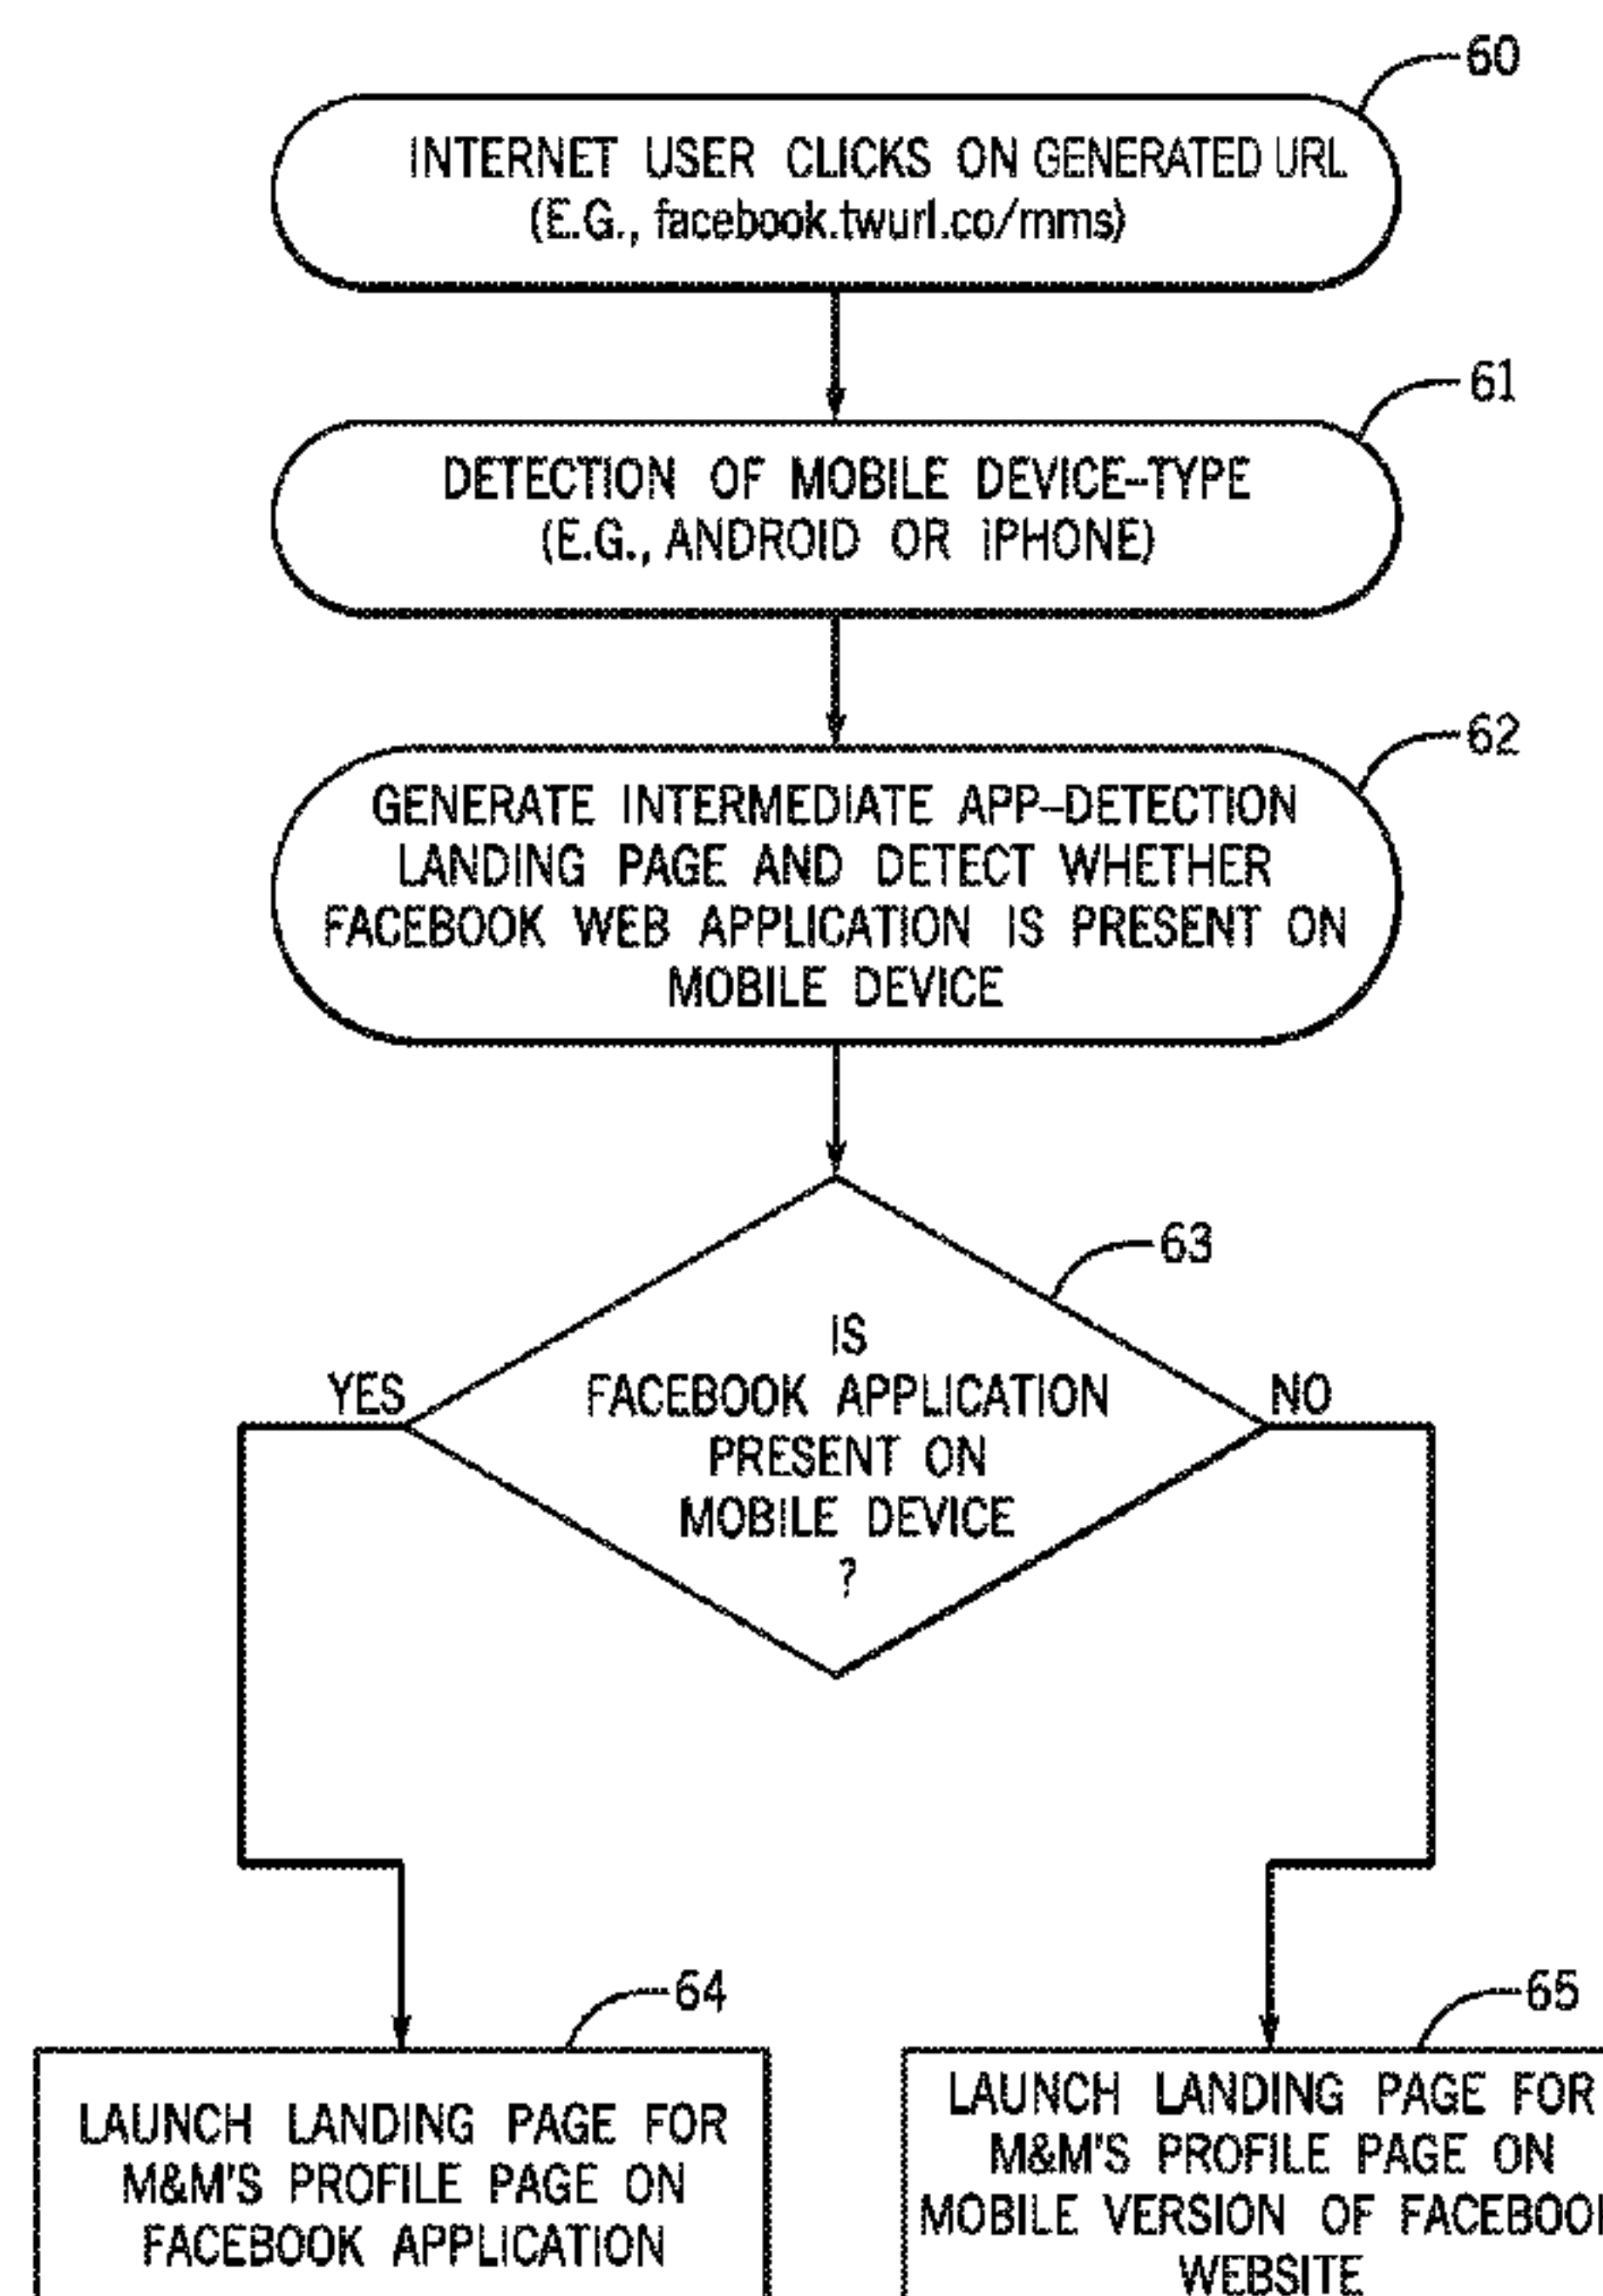 60
INTERNET USER CLICKS ON GENERATED URL
(E.G., facebook.twurl.co/mms)
61
DETECTION OF MOBILE DEVICE-TYPE
(E.G., ANDROID OR iPHONE)
62
GENERATE INTERMEDIATE APP-DETECTION
LANDING PAGE AND DETECT WHETHER
FACEBOOK WEB APPLICATION IS PRESENT ON
MOBILE DEVICE
63
IS
FACEBOOK APPLICATION
PRESENT ON
MOBILE DEVICE
?
YES
NO
64
LAUNCH LANDING PAGE FOR
M&M'S PROFILE PAGE ON
FACEBOOK APPLICATION
65
LAUNCH LANDING PAGE FOR
M&M'S PROFILE PAGE ON
MOBILE VERSION OF FACEBOOK
WEBSITE